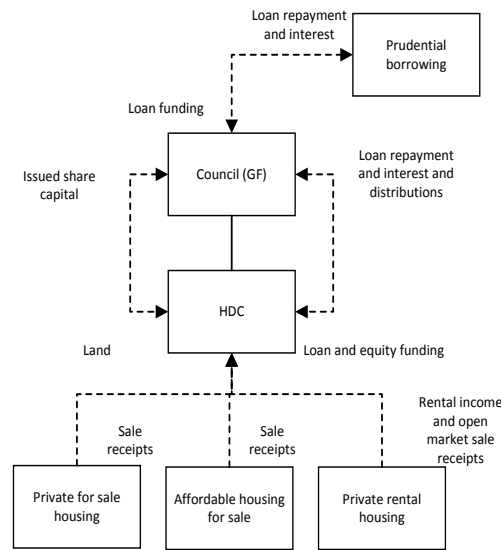 Loan repayment
and interest
Prudential
borrowing
Loan funding
Council (GF)
Issued share
capital
Loan repayment
and interest and
distributions
HDC
Land
Loan and equity funding
Rental income
and open
market sale
receipts
Sale
receipts
Sale
receipts
Private for sale
housing
Affordable housing
for sale
Private rental
housing